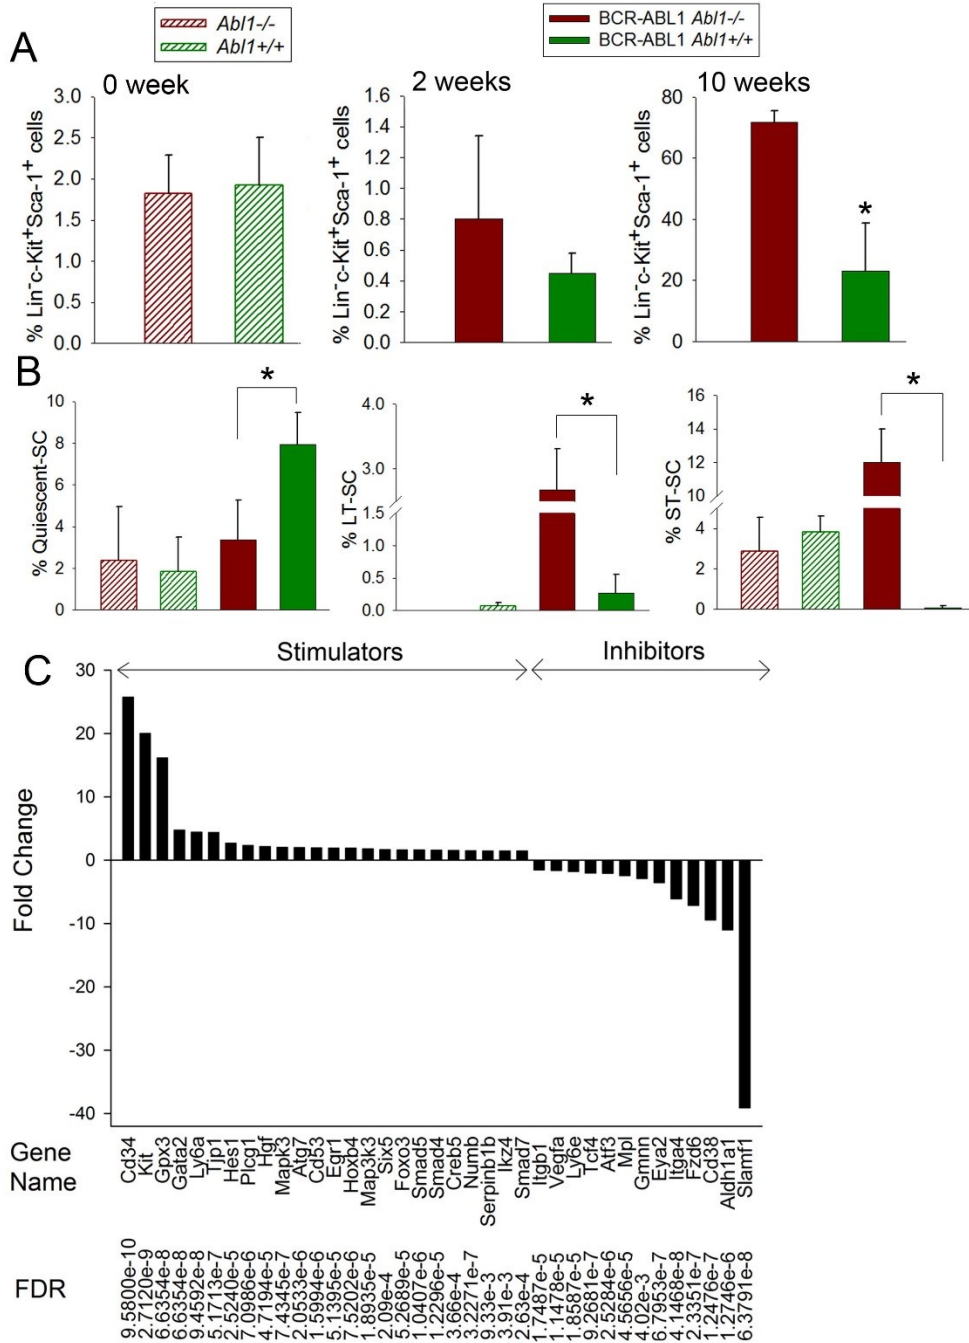 Abl1-/-
Abl1+/+
BCR-ABL1 Abl1-/-
BCR-ABL1 Abl1+/+
A
0 week
2 weeks
10 weeks
% Lin⁻c-Kit⁺Sca-1⁺ cells
3.0
2.5
2.0
1.5
1.0
0.5
0.0
% Lin⁻c-Kit⁺Sca-1⁺ cells
1.6
1.4
1.2
1.0
0.8
0.6
0.4
0.2
0.0
% Lin⁻c-Kit⁺Sca-1⁺ cells
80
60
40
20
0
*
B
% Quiescent-SC
10
8
6
4
2
0
*
% LT-SC
4.0
3.0
1.5
1.0
0.5
0.0
*
% ST-SC
16
14
12
10
4
2
0
*
C
Stimulators
Inhibitors
Fold Change
30
20
10
0
-10
-20
-30
-40
Gene Name
Cd34
Kit
Gpx3
Gata2
Ly6a
Tjp1
Hes1
Plcg1
Hgf
Mapk3
Atg7
Cd53
Egr1
Hoxb4
Map3k3
Six5
Foxo3
Smad5
Smad4
Creb5
Numb
Serpinb1b
Ikz4
Smad7
Itgb1
Vegfa
Ly6e
Tcf4
Atf3
Mpl
Gmnn
Eya2
Itga4
Fzd6
Cd38
Aldh1a1
Slamf1
FDR
9.5800e-10
2.7120e-9
6.6354e-8
6.6354e-8
9.4592e-8
5.1713e-7
2.5240e-5
7.0986e-6
4.7194e-5
7.4345e-7
2.0533e-6
1.5994e-6
5.1395e-5
7.5202e-6
1.8935e-5
2.09e-4
5.2689e-5
1.0407e-6
1.2296e-5
3.66e-4
3.2271e-7
9.33e-3
3.91e-3
2.63e-4
1.7487e-5
1.1478e-5
1.8587e-5
9.2681e-7
2.5284e-6
4.5656e-5
4.02e-3
6.7953e-7
4.1468e-8
2.3351e-7
1.2476e-7
1.2746e-6
6.3791e-8